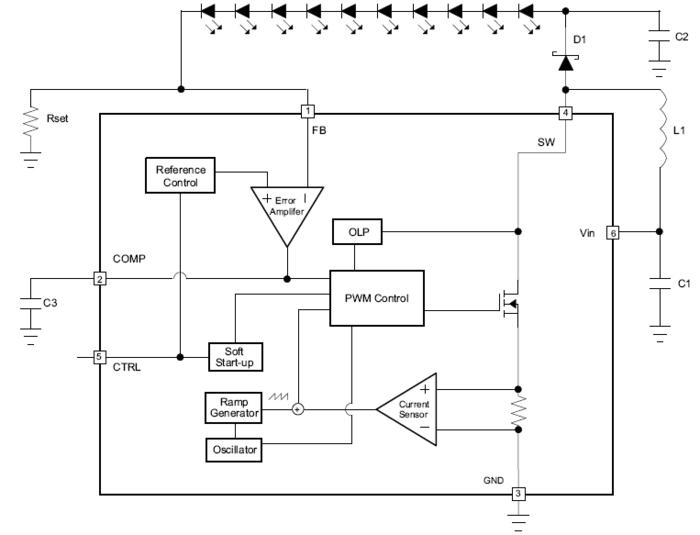 D1
C2
Rset
1
FB
4
SW
L1
Reference
Control
+
Error
Amplifer
OLP
Vin
6
COMP
2
C3
PWM Control
C1
5
CTRL
Soft
Start-up
Ramp
Generator
+
Current
Sensor
+
−
Oscillator
GND
3